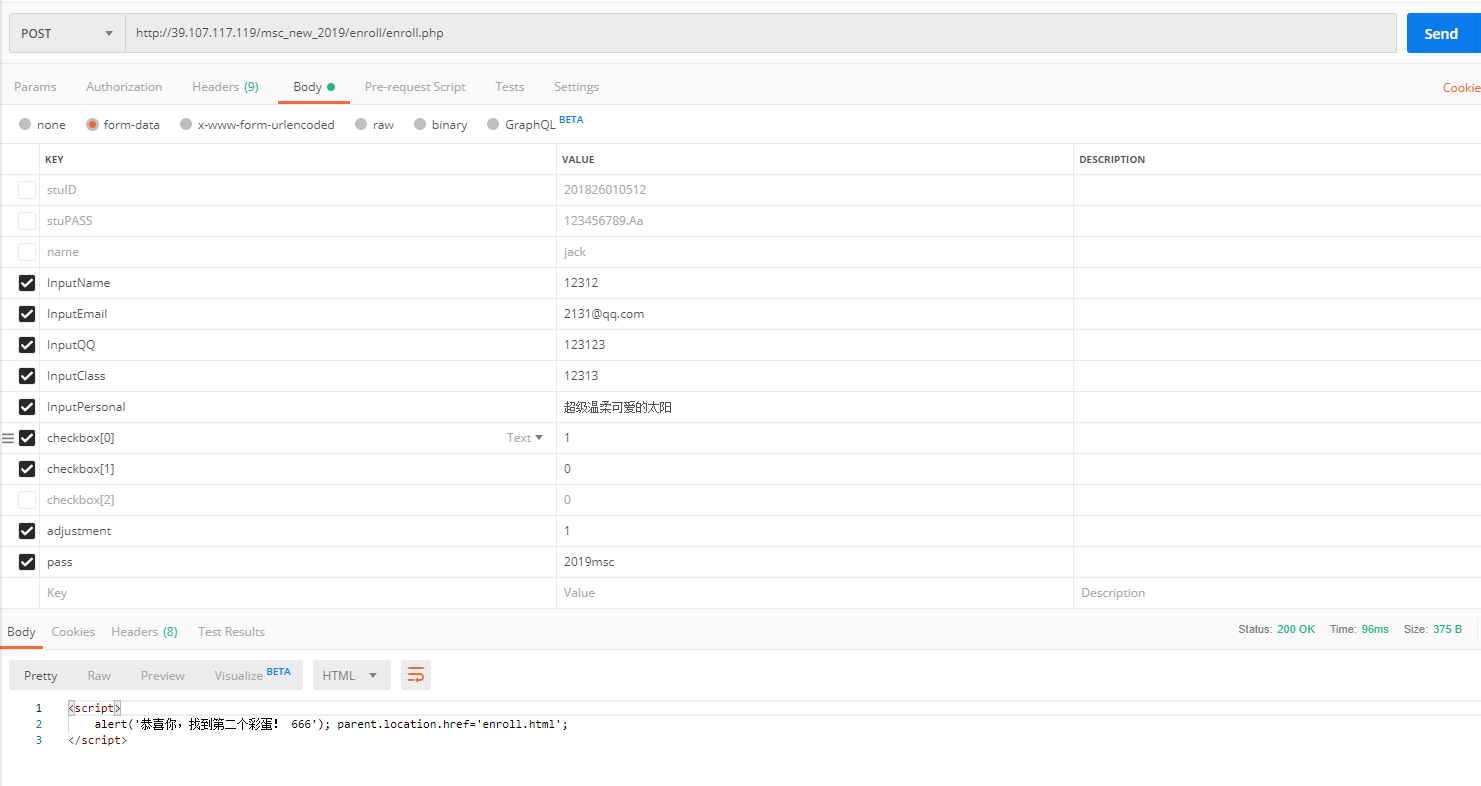 POST http://39.107.117.119/msc_new_2019/enroll/enroll.php Send
Params Authorization Headers (9) Body Pre-request Script Tests Settings Cookie
none form-data x-www-form-urlencoded raw binary GraphQL BETA
KEY VALUE DESCRIPTION
stuID 201826010512
stuPASS 123456789.Aa
name jack
InputName 12312
InputEmail 2131@qq.com
InputQQ 123123
InputClass 12313
InputPersonal 超级温柔可爱的太阳
checkbox[0] Text 1
checkbox[1] 0
checkbox[2] 0
adjustment 1
pass 2019msc
Key Value Description
Body Cookies Headers (8) Test Results Status: 200 OK Time: 96ms Size: 375 B
Pretty Raw Preview Visualize BETA HTML
1 <script>
2 alert('恭喜你，找到第二个彩蛋！ 666'); parent.location.href='enroll.html';
3 </script>